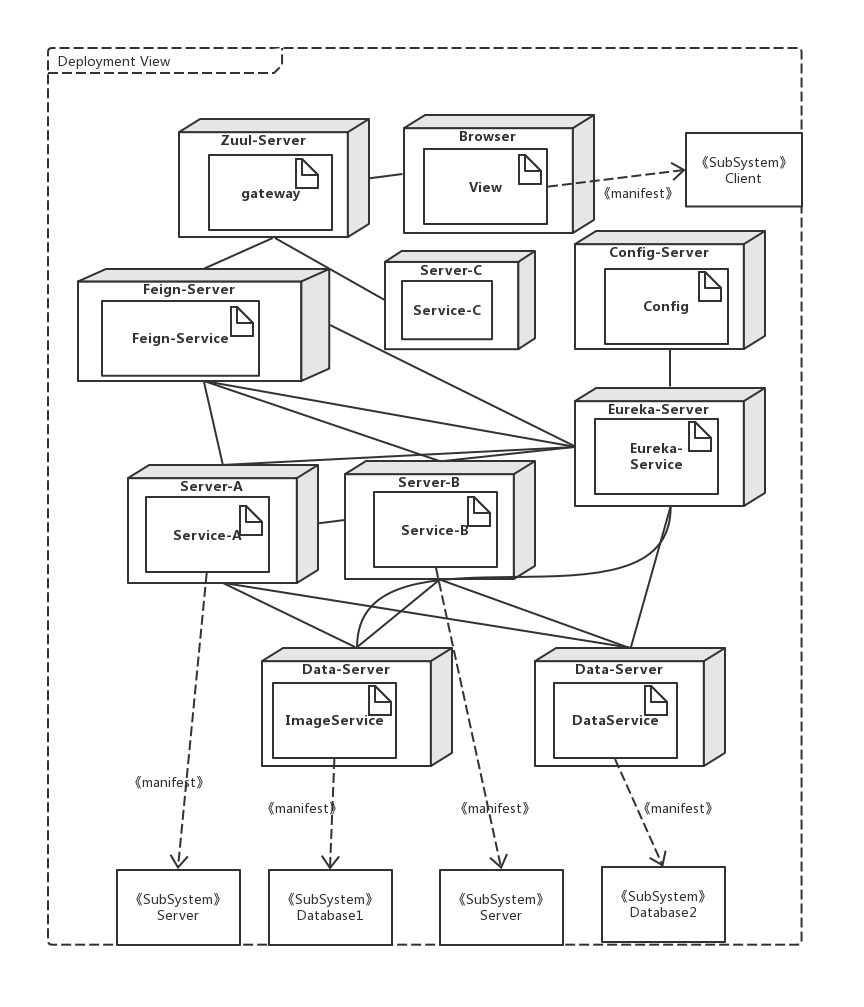 Deployment View
Zuul-Server
gateway
Browser
View
《manifest》
《SubSystem》
Client
Feign-Server
Feign-Service
Server-C
Service-C
Config-Server
Config
Eureka-Server
Eureka-
Service
Server-A
Service-A
Server-B
Service-B
Data-Server
ImageService
Data-Server
DataService
《manifest》
《manifest》
《manifest》
《manifest》
《SubSystem》
Server
《SubSystem》
Database1
《SubSystem》
Server
《SubSystem》
Database2